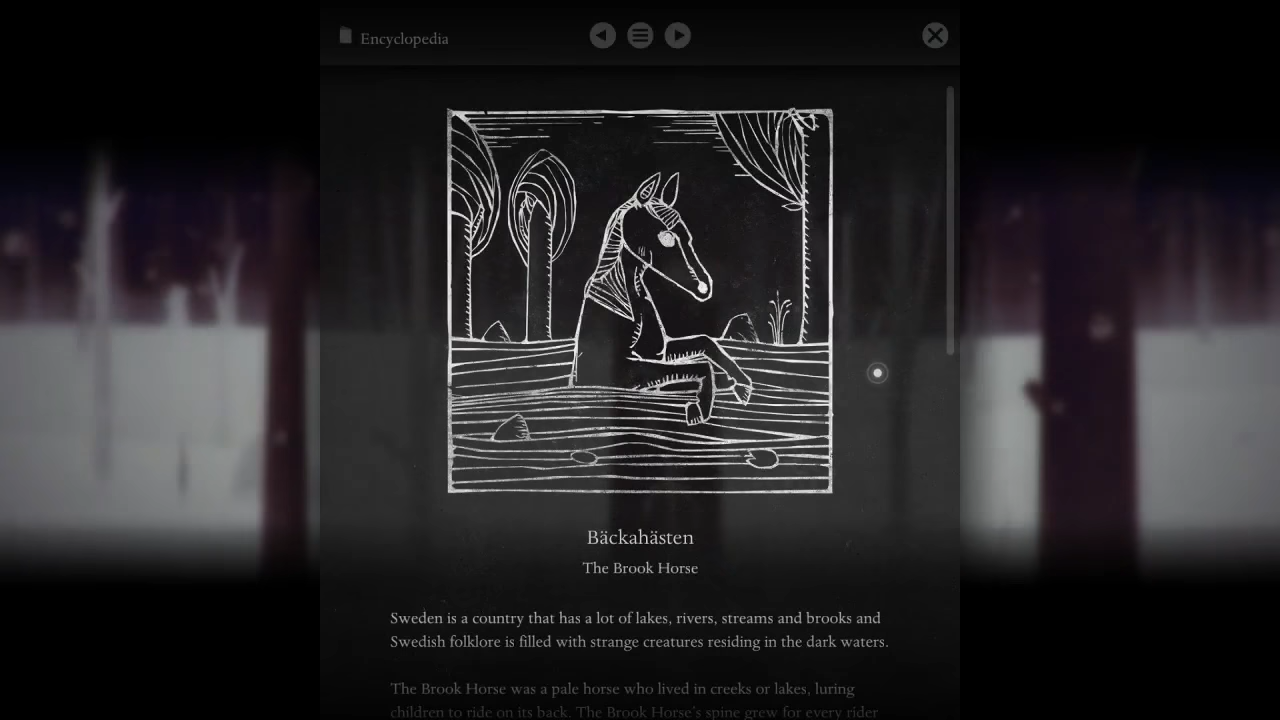 Encyclopedia
Bäckahästen
The Brook Horse
Sweden is a country that has a lot of lakes, rivers, streams and brooks and
Swedish folklore is filled with strange creatures residing in the dark waters.
The Brook Horse was a pale horse who lived in creeks or lakes, luring
children to ride on its back. The Brook Horse's spine grew for every rider